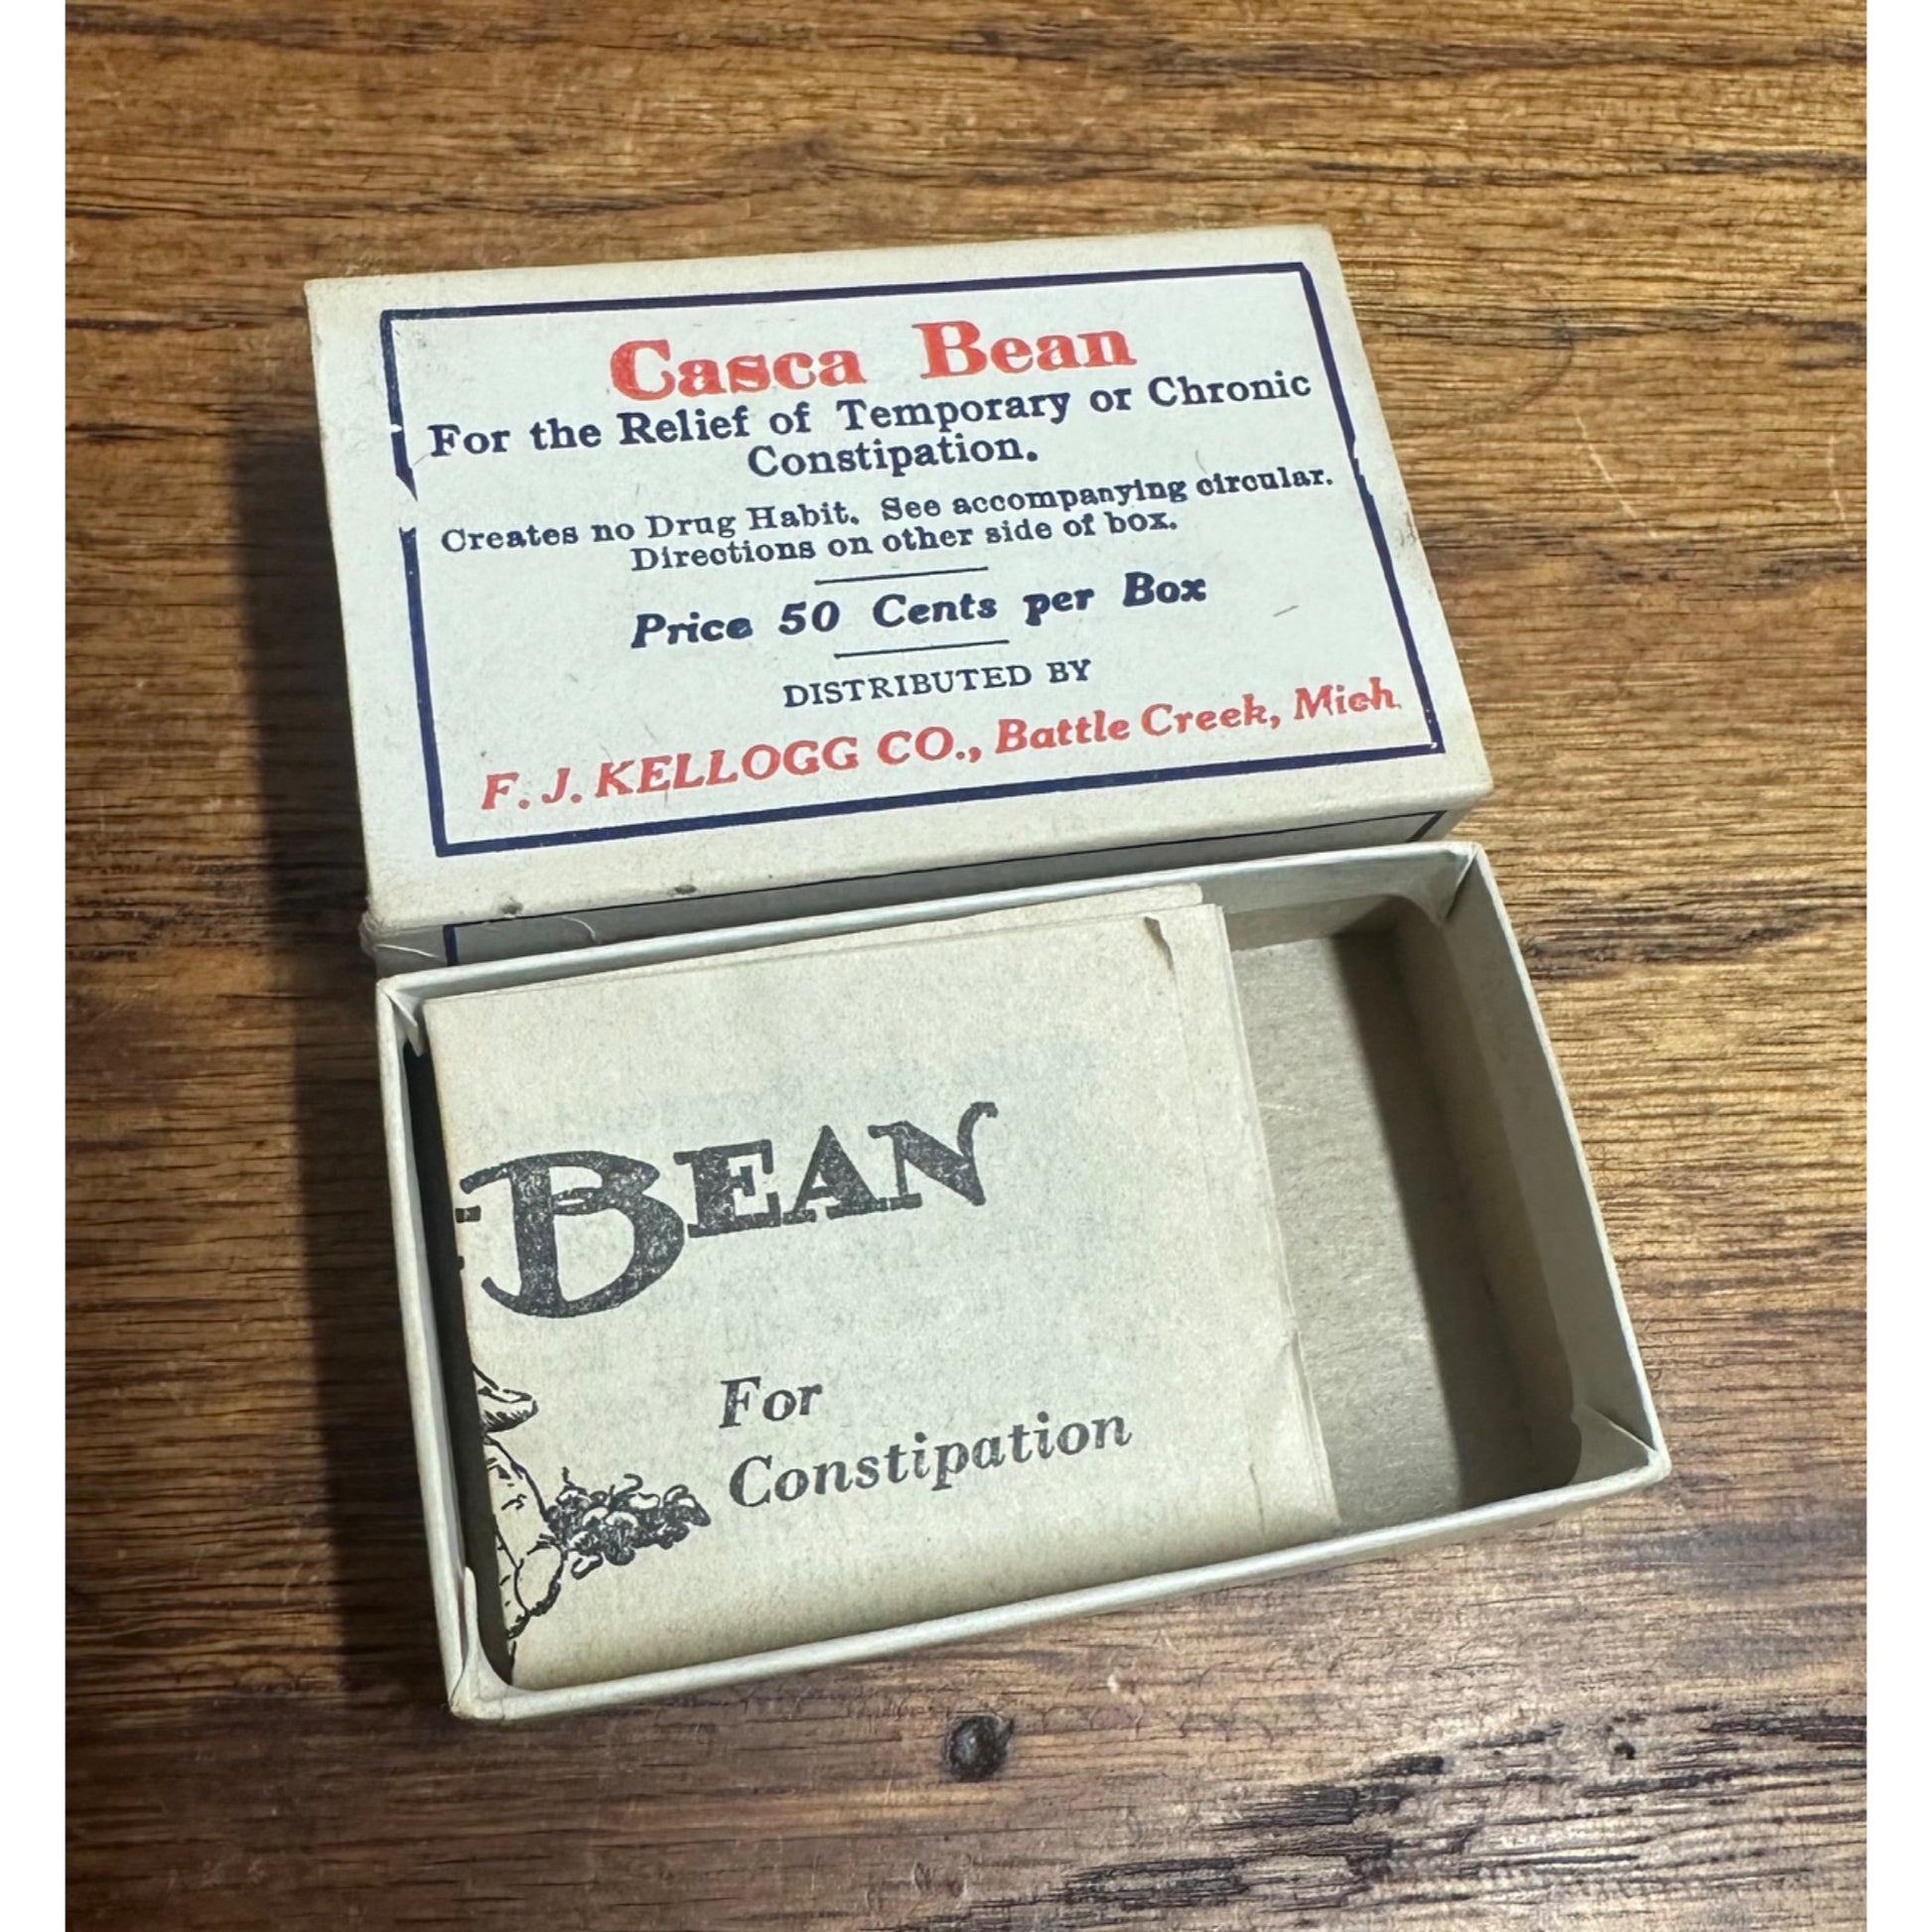 Casca Bean
For the Relief of Temporary or Chronic
Constipation.
Creates no Drug Habit. See accompanying circular.
Directions on other side of box.
Price 50 Cents per Box
DISTRIBUTED BY
F. J. KELLOGG CO., Battle Creek, Mich.
BEAN
For
Constipation